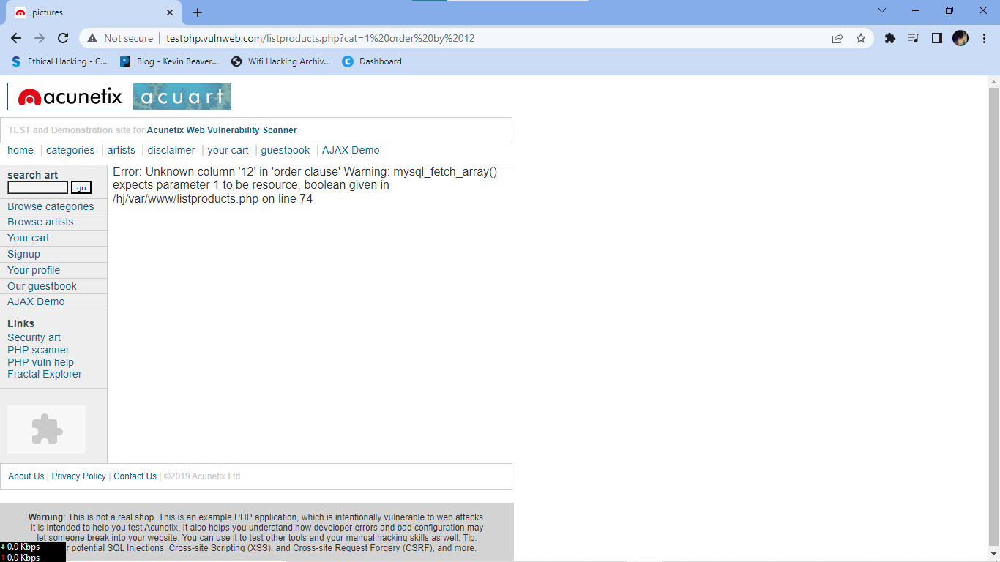 pictures
Not secure
testphp.vulnweb.com/listproducts.php?cat=1%20order%20by%2012
Ethical Hacking - C...
Blog - Kevin Beaver...
Wifi Hacking Archiv...
Dashboard
acunetix acuart
TEST and Demonstration site for Acunetix Web Vulnerability Scanner
home | categories | artists | disclaimer | your cart | guestbook | AJAX Demo
search art
go
Browse categories
Browse artists
Your cart
Signup
Your profile
Our guestbook
AJAX Demo
Links
Security art
PHP scanner
PHP vuln help
Fractal Explorer
Error: Unknown column '12' in 'order clause' Warning: mysql_fetch_array()
expects parameter 1 to be resource, boolean given in
/hj/var/www/listproducts.php on line 74
About Us | Privacy Policy | Contact Us | ©2019 Acunetix Ltd
Warning: This is not a real shop. This is an example PHP application, which is intentionally vulnerable to web attacks.
It is intended to help you test Acunetix. It also helps you understand how developer errors and bad configuration may
let someone break into your website. You can use it to test other tools and your manual hacking skills as well. Tip:
potential SQL Injections, Cross-site Scripting (XSS), and Cross-site Request Forgery (CSRF), and more.
0.0 Kbps
0.0 Kbps